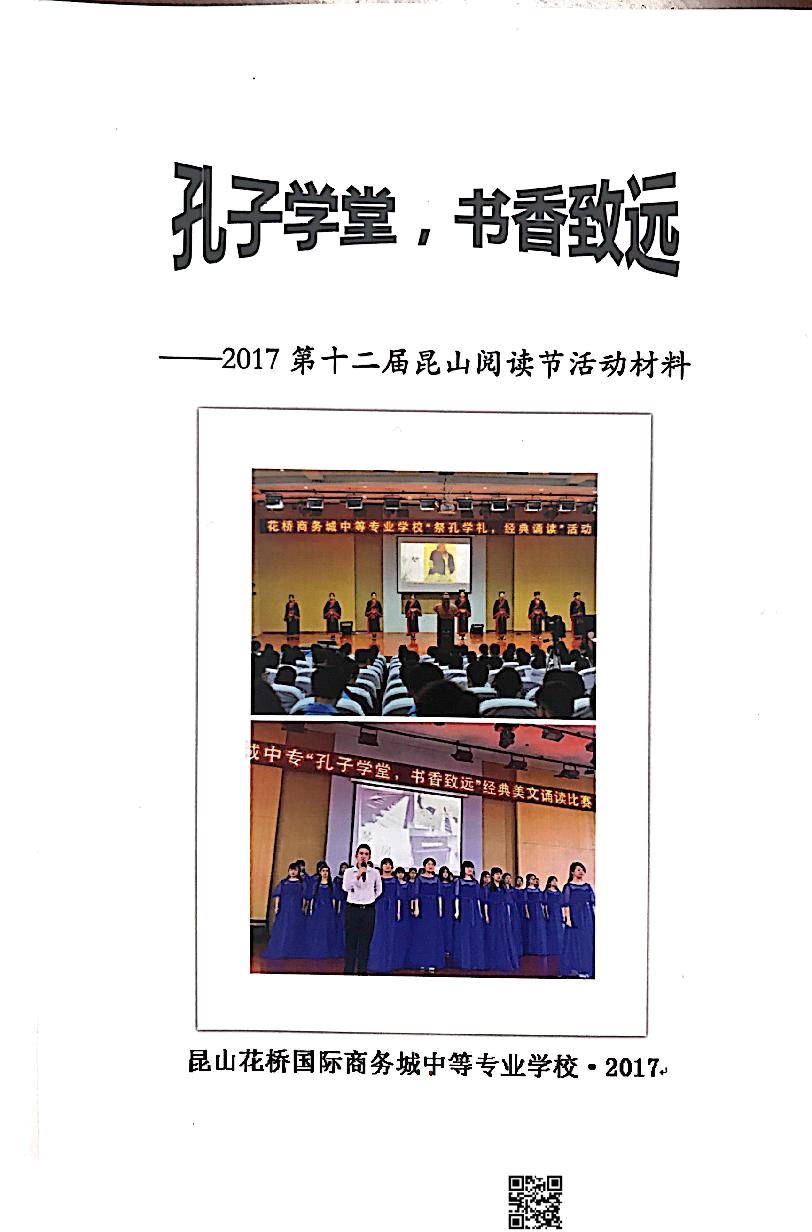 孔子学堂，书香致远
——2017 第十二届昆山阅读节活动材料
花桥商务城中等专业学校“祭孔学礼，经典诵读”活动
城中专“孔子学堂，书香致远”经典美文诵读比赛
昆山花桥国际商务城中等专业学校·2017